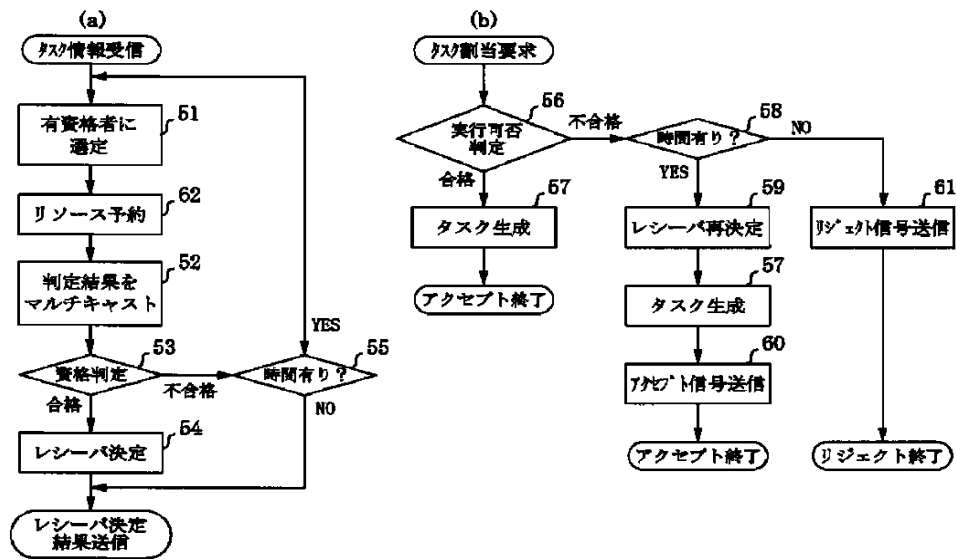 (a)
ﾀｽｸ情報受信
51
有資格者に
選定
62
リソース予約
52
判定結果を
マルチキャスト
53
資格判定
不合格
合格
55
時間有り？
YES
NO
54
レシーバ決定
レシーバ決定
結果送信
(b)
ﾀｽｸ割当要求
56
実行可否
判定
不合格
合格
57
タスク生成
アクセプト終了
58
時間有り？
NO
YES
59
レシーバ再決定
57
タスク生成
60
ｱｸｾﾌﾟﾄ信号送信
アクセプト終了
61
ﾘｼﾞｪｸﾄ信号送信
リジェクト終了